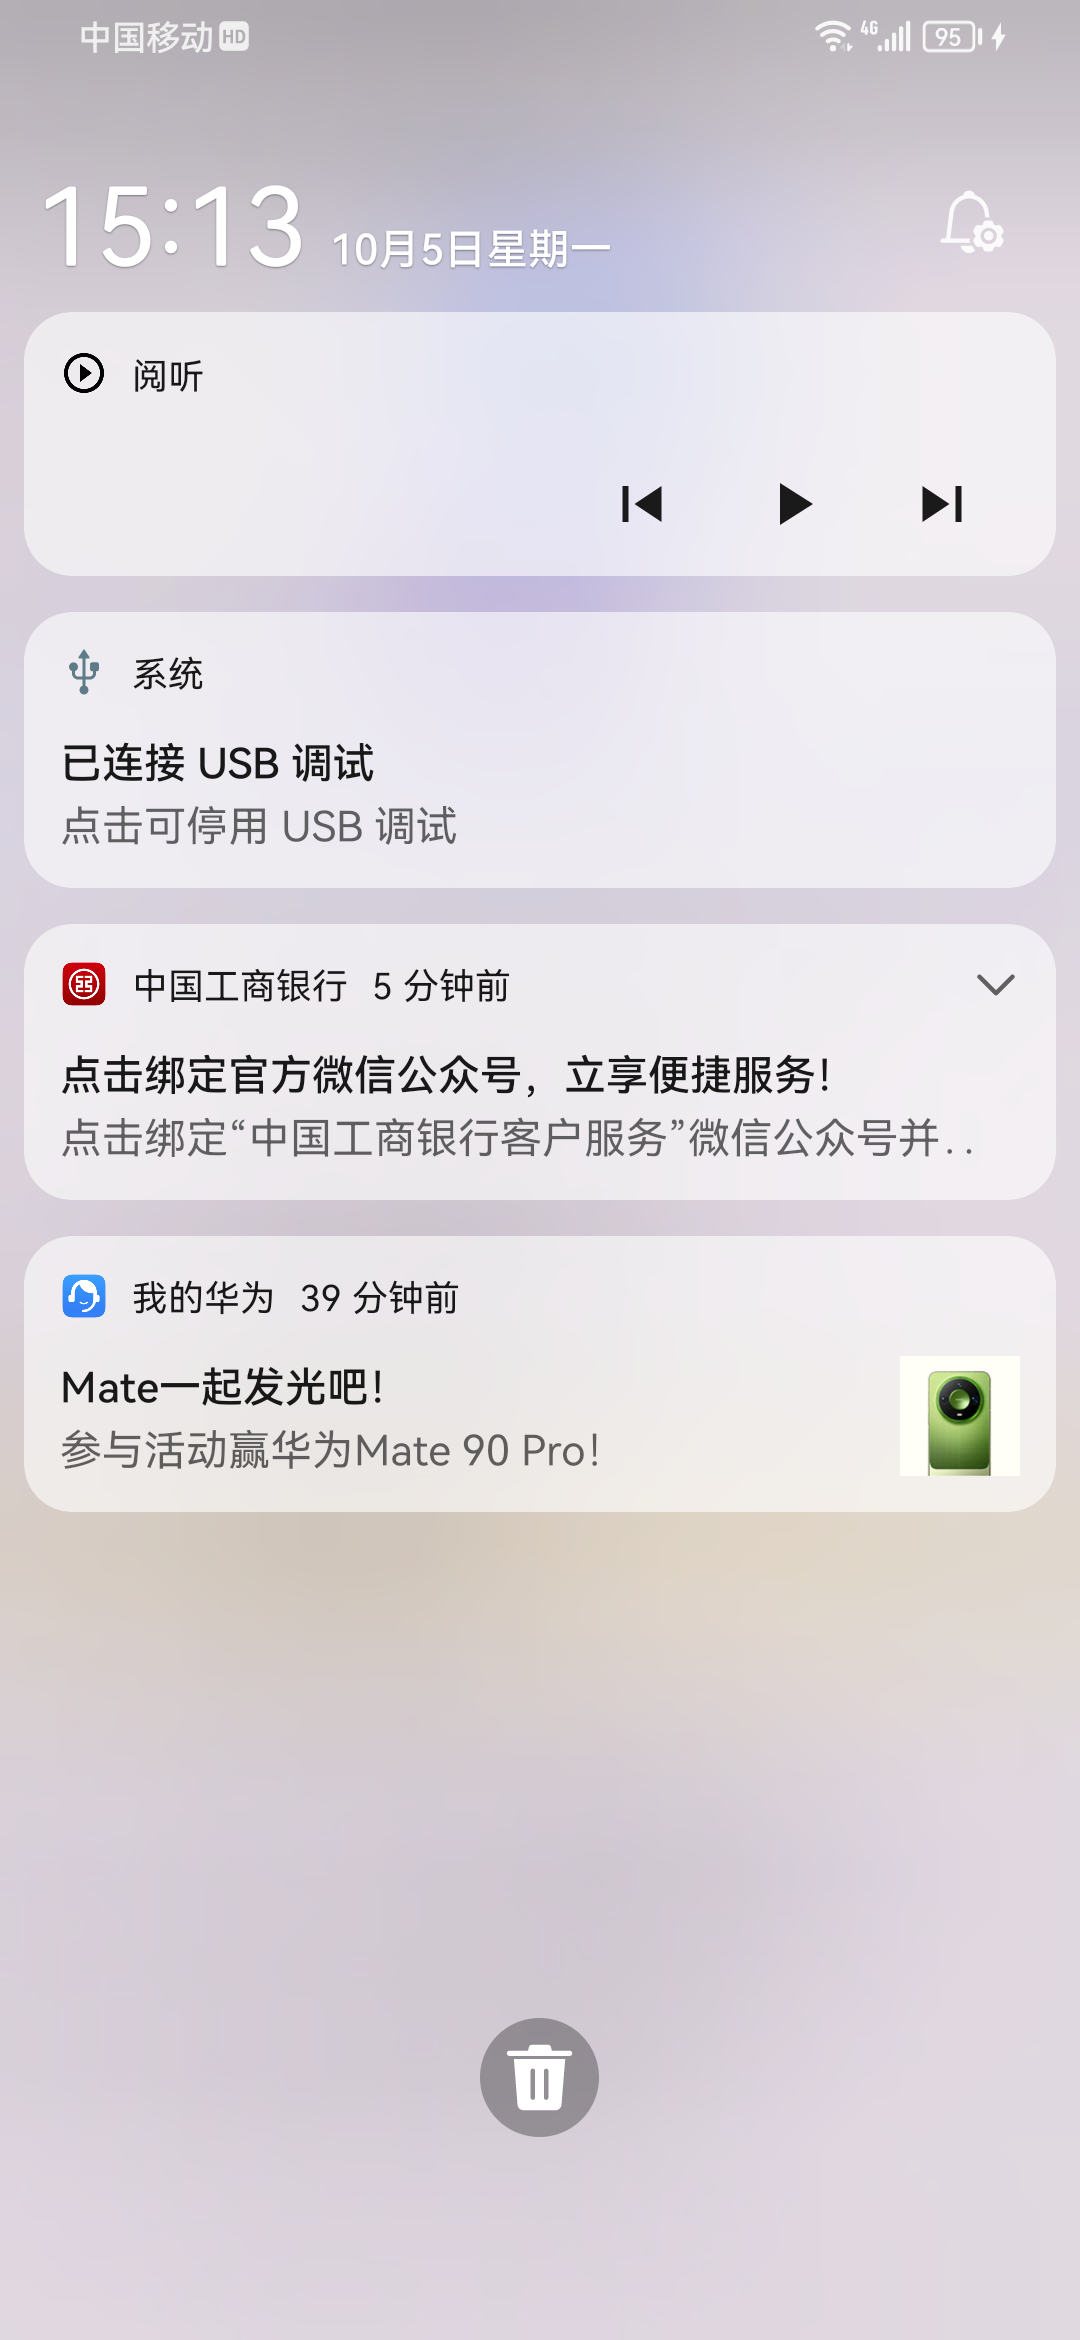 中国移动 HD 4G 95
15:13 10月5日星期一
阅听
系统
已连接 USB 调试
点击可停用 USB 调试
中国工商银行 5 分钟前
点击绑定官方微信公众号，立享便捷服务！
点击绑定“中国工商银行客户服务”微信公众号并..
我的华为 39 分钟前
Mate一起发光吧！
参与活动赢华为Mate 90 Pro！